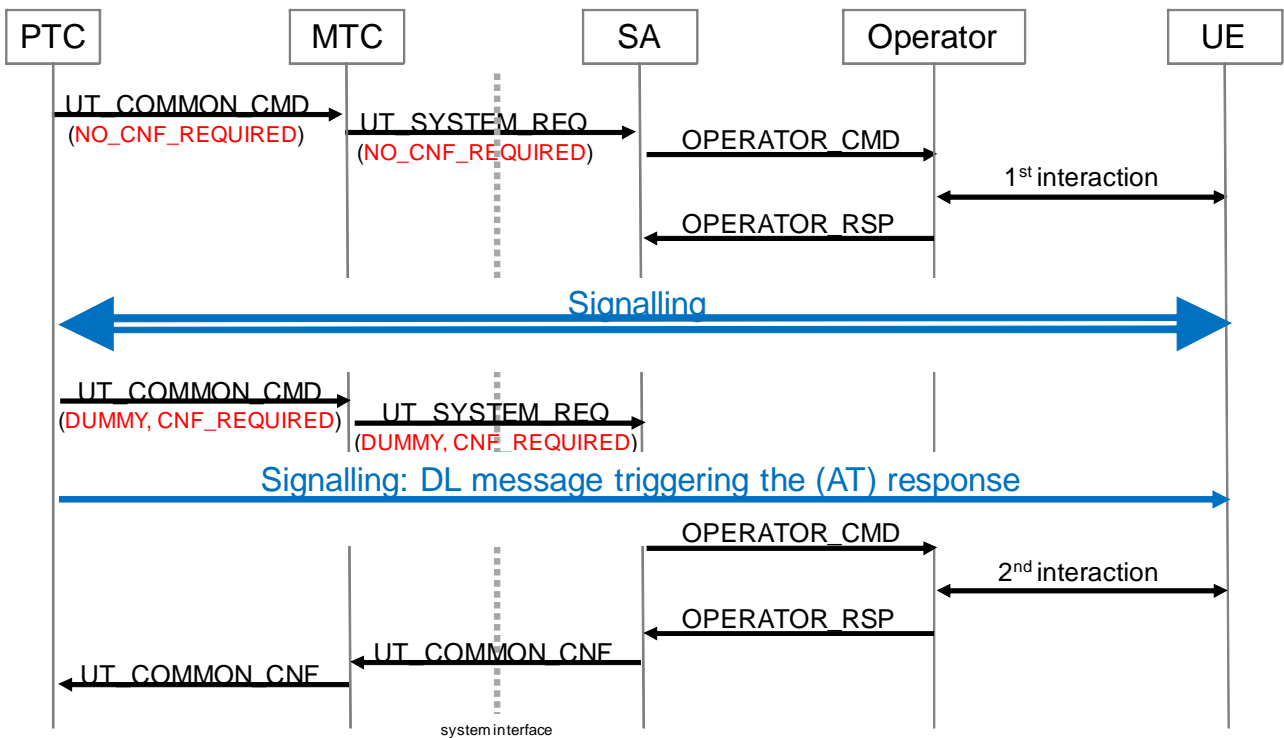 PTC MTC SA Operator UE
UT_COMMON_CMD
(NO_CNF_REQUIRED)
UT_SYSTEM_REQ
(NO_CNF_REQUIRED)
OPERATOR_CMD
1st interaction
OPERATOR_RSP
Signalling
UT_COMMON_CMD
(DUMMY, CNF_REQUIRED)
UT_SYSTEM_REQ
(DUMMY, CNF_REQUIRED)
Signalling: DL message triggering the (AT) response
OPERATOR_CMD
2nd interaction
OPERATOR_RSP
UT_COMMON_CNF
UT_COMMON_CNF
system interface